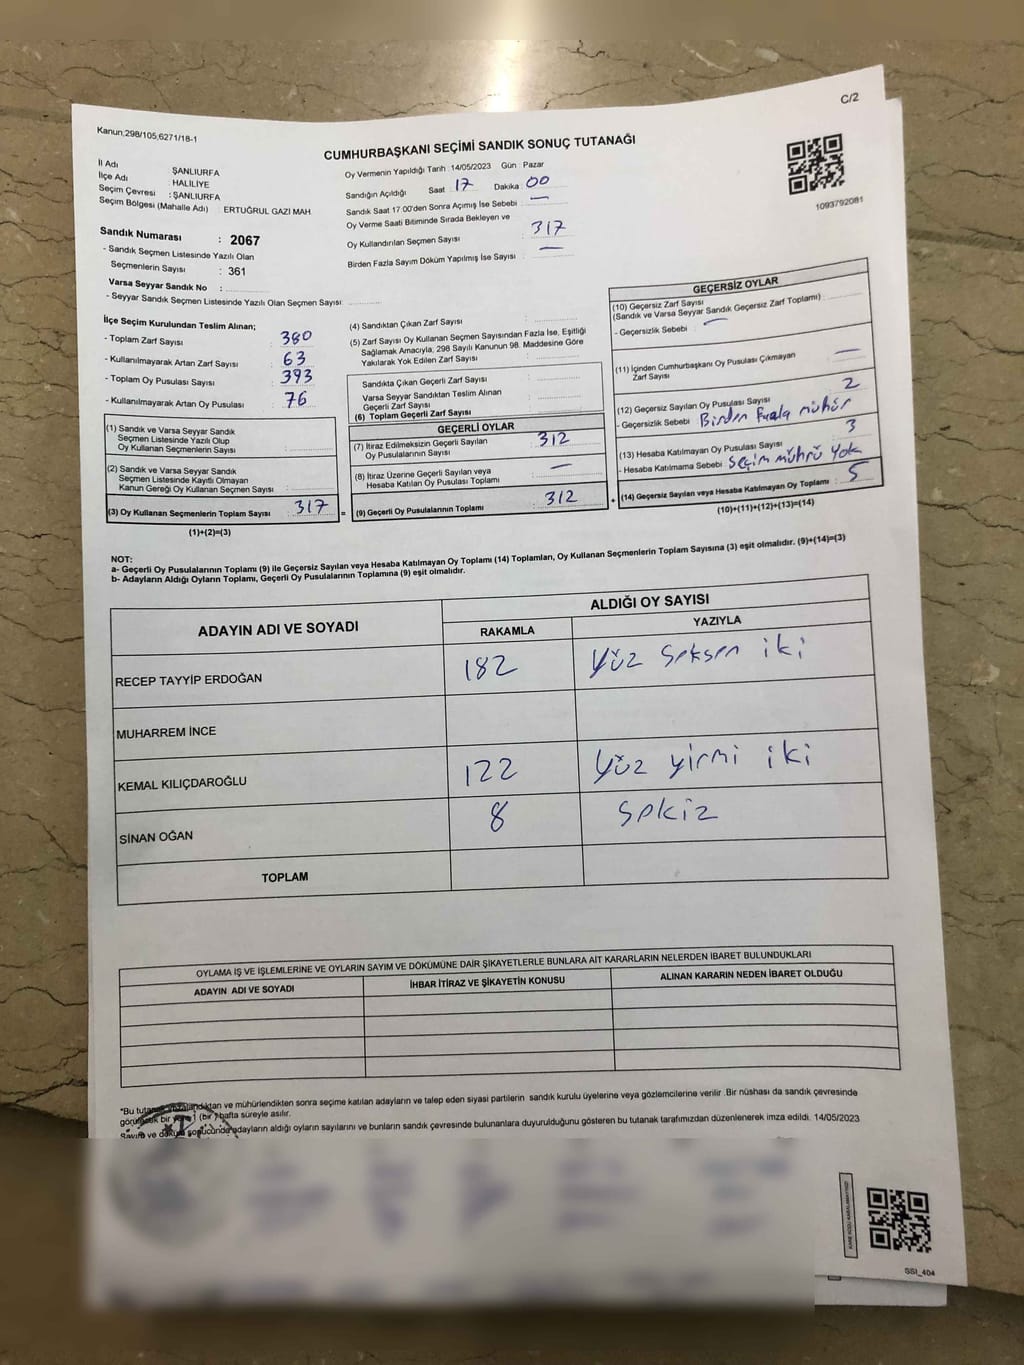 C/2
Kanun,298/105,6271/18-1
CUMHURBAŞKANI SEÇİMİ SANDIK SONUÇ TUTANAĞI
İl Adı : ŞANLIURFA
İlçe Adı : HALİLİYE
Seçim Çevresi : ŞANLIURFA
Seçim Bölgesi (Mahalle Adı) : ERTUĞRUL GAZI MAH
Sandık Numarası : 2067
- Sandık Seçmen Listesinde Yazılı Olan
Seçmenlerin Sayısı : 361
Varsa Seyyar Sandık No :
- Seyyar Sandık Seçmen Listesinde Yazılı Olan Seçmen Sayısı:
Oy Vermenin Yapıldığı Tarih : 14/05/2023 Gün : Pazar
Sandığın Açıldığı Saat 17 Dakika 00
Sandık Saat 17:00'den Sonra Açımış İse Sebebi : —
Oy Verme Saati Bitiminde Sırada Bekleyen ve
Oy Kullandırılan Seçmen Sayısı : 317
Birden Fazla Sayım Döküm Yapılmış İse Sayısı : —
1093792081
İlçe Seçim Kurulundan Teslim Alınan;
- Toplam Zarf Sayısı : 380
- Kullanılmayarak Artan Zarf Sayısı : 63
- Toplam Oy Pusulası Sayısı : 393
- Kullanılmayarak Artan Oy Pusulası : 76
(1) Sandık ve Varsa Seyyar Sandık
Seçmen Listesinde Yazılı Olup
Oy Kullanan Seçmenlerin Sayısı :
(2) Sandık ve Varsa Seyyar Sandık
Seçmen Listesinde Kayıtlı Olmayan
Kanun Gereği Oy Kullanan Seçmen Sayısı :
(3) Oy Kullanan Seçmenlerin Toplam Sayısı : 317 =
(1)+(2)=(3)
(4) Sandıktan Çıkan Zarf Sayısı :
(5) Zarf Sayısı Oy Kullanan Seçmen Sayısından Fazla İse, Eşitliği
Sağlamak Amacıyla, 298 Sayılı Kanunun 98. Maddesine Göre
Yakılarak Yok Edilen Zarf Sayısı :
Sandıkta Çıkan Geçerli Zarf Sayısı :
Varsa Seyyar Sandıktan Teslim Alınan
Geçerli Zarf Sayısı :
(6) Toplam Geçerli Zarf Sayısı :
GEÇERLİ OYLAR
(7) İtiraz Edilmeksizin Geçerli Sayılan
Oy Pusulalarının Sayısı : 312
(8) İtiraz Üzerine Geçerli Sayılan veya
Hesaba Katılan Oy Pusulası Toplamı : —
(9) Geçerli Oy Pusulalarının Toplamı : 312 +
GEÇERSİZ OYLAR
(10) Geçersiz Zarf Sayısı
(Sandık ve Varsa Seyyar Sandık Geçersiz Zarf Toplamı)
- Geçersizlik Sebebi : —
(11) İçinden Cumhurbaşkanı Oy Pusulası Çıkmayan
Zarf Sayısı : —
(12) Geçersiz Sayılan Oy Pusulası Sayısı : 2
- Geçersizlik Sebebi Birden Fazla mühür
(13) Hesaba Katılmayan Oy Pusulası Sayısı : 3
- Hesaba Katılmama Sebebi : Seçim mührü Yok
(14) Geçersiz Sayılan veya Hesaba Katılmayan Oy Toplamı : 5
(10)+(11)+(12)+(13)=(14)
NOT:
a- Geçerli Oy Pusulalarının Toplamı (9) ile Geçersiz Sayılan veya Hesaba Katılmayan Oy Toplamı (14) Toplamları, Oy Kullanan Seçmenlerin Toplam Sayısına (3) eşit olmalıdır. (9)+(14)=(3)
b- Adayların Aldığı Oyların Toplamı, Geçerli Oy Pusulalarının Toplamına (9) eşit olmalıdır.
ADAYIN ADI VE SOYADI
ALDIĞI OY SAYISI
RAKAMLA YAZIYLA
RECEP TAYYİP ERDOĞAN 182 Yüz Seksen iki
MUHARREM İNCE
KEMAL KILIÇDAROĞLU 122 Yüz yirmi iki
SİNAN OĞAN 8 Sekiz
TOPLAM
OYLAMA İŞ VE İŞLEMLERİNE VE OYLARIN SAYIM VE DÖKÜMÜNE DAİR ŞİKAYETLERLE BUNLARA AİT KARARLARIN NELERDEN İBARET BULUNDUKLARI
ADAYIN ADI VE SOYADI İHBAR İTİRAZ VE ŞİKAYETİN KONUSU ALINAN KARARIN NEDEN İBARET OLDUĞU
*Bu ve mühürlendikten sonra seçime katılan adayların ve talep eden siyasi partilerin sandık kurulu üyelerine veya gözlemcilerine verilir .Bir nüshası da sandık çevresinde
bir 1 (bir) hafta süreyle asılır.
Sayım ve döküm sonucunda adayların aldığı oyların sayılarını ve bunların sandık çevresinde bulunanlara duyurulduğunu gösteren bu tutanak tarafımızdan düzenlenerek imza edildi. 14/05/2023
SSI_404